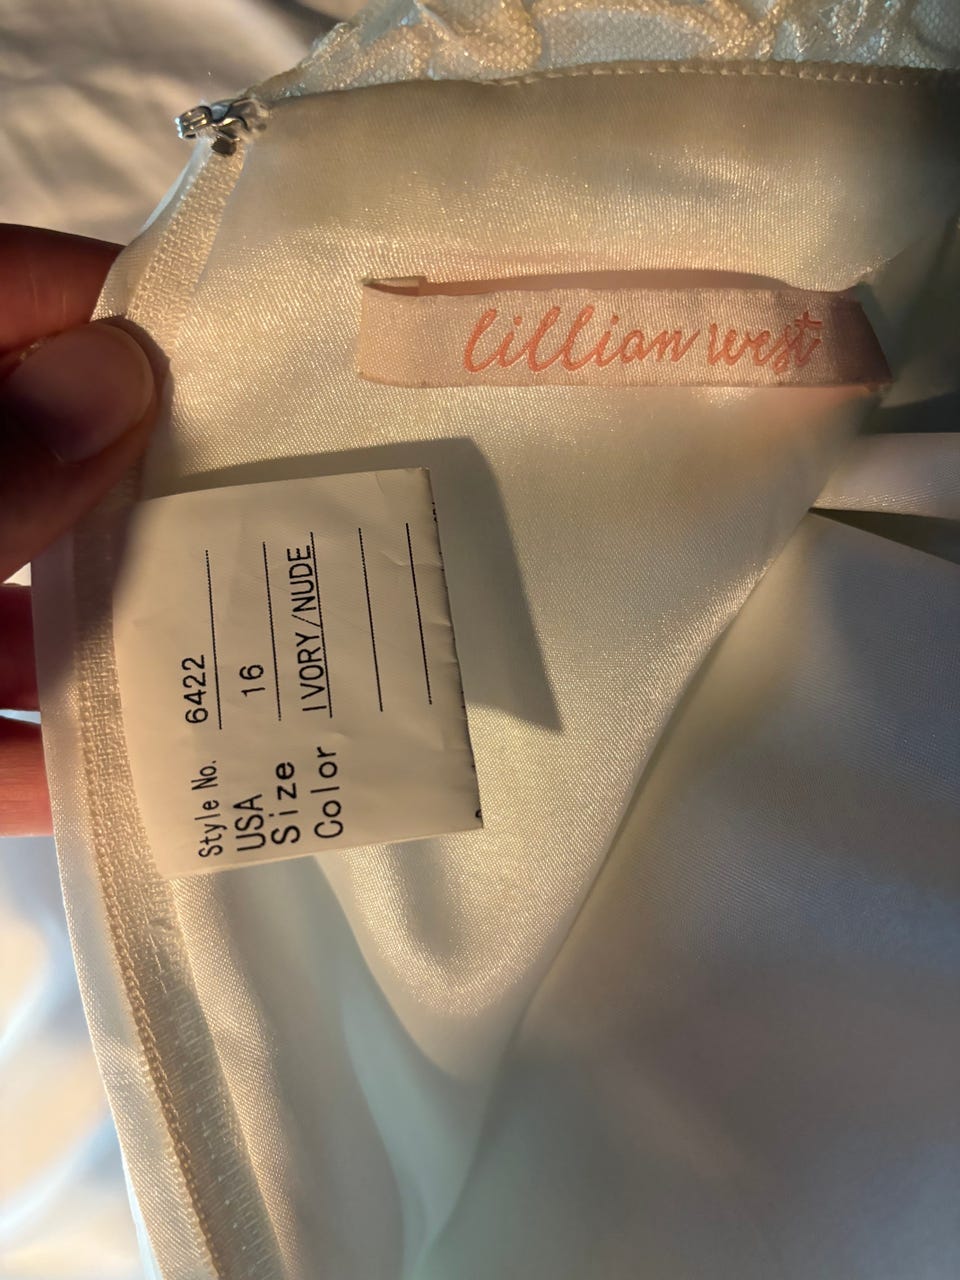 lillian west
Style No. 6422
USA
Size 16
Color IVORY/NUDE